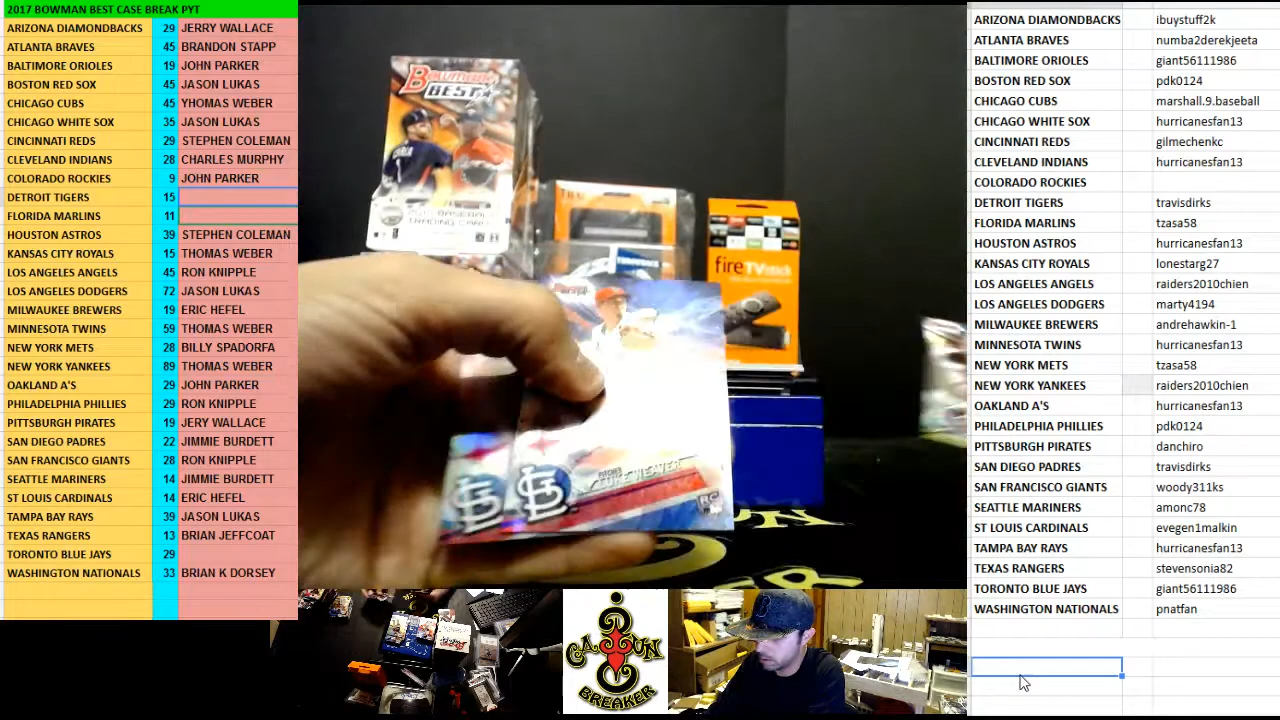 2017 BOWMAN BEST CASE BREAK PYT
ARIZONA DIAMONDBACKS 29 JERRY WALLACE
ATLANTA BRAVES 45 BRANDON STAPP
BALTIMORE ORIOLES 19 JOHN PARKER
BOSTON RED SOX 45 JASON LUKAS
CHICAGO CUBS 45 YHOMAS WEBER
CHICAGO WHITE SOX 35 JASON LUKAS
CINCINNATI REDS 29 STEPHEN COLEMAN
CLEVELAND INDIANS 28 CHARLES MURPHY
COLORADO ROCKIES 9 JOHN PARKER
DETROIT TIGERS 15
FLORIDA MARLINS 11
HOUSTON ASTROS 39 STEPHEN COLEMAN
KANSAS CITY ROYALS 15 THOMAS WEBER
LOS ANGELES ANGELS 45 RON KNIPPLE
LOS ANGELES DODGERS 72 JASON LUKAS
MILWAUKEE BREWERS 19 ERIC HEFEL
MINNESOTA TWINS 59 THOMAS WEBER
NEW YORK METS 28 BILLY SPADORFA
NEW YORK YANKEES 89 THOMAS WEBER
OAKLAND A'S 29 JOHN PARKER
PHILADELPHIA PHILLIES 29 RON KNIPPLE
PITTSBURGH PIRATES 19 JERY WALLACE
SAN DIEGO PADRES 22 JIMMIE BURDETT
SAN FRANCISCO GIANTS 28 RON KNIPPLE
SEATTLE MARINERS 14 JIMMIE BURDETT
ST LOUIS CARDINALS 14 ERIC HEFEL
TAMPA BAY RAYS 39 JASON LUKAS
TEXAS RANGERS 13 BRIAN JEFFCOAT
TORONTO BLUE JAYS 29
WASHINGTON NATIONALS 33 BRIAN K DORSEY
Bowman's
BEST
fire TV stick
PITCHER
LUKE WEAVER
RC
CAJUN
BREAKER
ARIZONA DIAMONDBACKS ibuystuff2k
ATLANTA BRAVES numba2derekjeeta
BALTIMORE ORIOLES giant56111986
BOSTON RED SOX pdk0124
CHICAGO CUBS marshall.9.baseball
CHICAGO WHITE SOX hurricanesfan13
CINCINNATI REDS gilmechenkc
CLEVELAND INDIANS hurricanesfan13
COLORADO ROCKIES
DETROIT TIGERS travisdirks
FLORIDA MARLINS tzasa58
HOUSTON ASTROS hurricanesfan13
KANSAS CITY ROYALS lonestarg27
LOS ANGELES ANGELS raiders2010chien
LOS ANGELES DODGERS marty4194
MILWAUKEE BREWERS andrehawkin-1
MINNESOTA TWINS hurricanesfan13
NEW YORK METS tzasa58
NEW YORK YANKEES raiders2010chien
OAKLAND A'S hurricanesfan13
PHILADELPHIA PHILLIES pdk0124
PITTSBURGH PIRATES danchiro
SAN DIEGO PADRES travisdirks
SAN FRANCISCO GIANTS woody311ks
SEATTLE MARINERS amonc78
ST LOUIS CARDINALS evegen1malkin
TAMPA BAY RAYS hurricanesfan13
TEXAS RANGERS stevensonia82
TORONTO BLUE JAYS giant56111986
WASHINGTON NATIONALS pnatfan